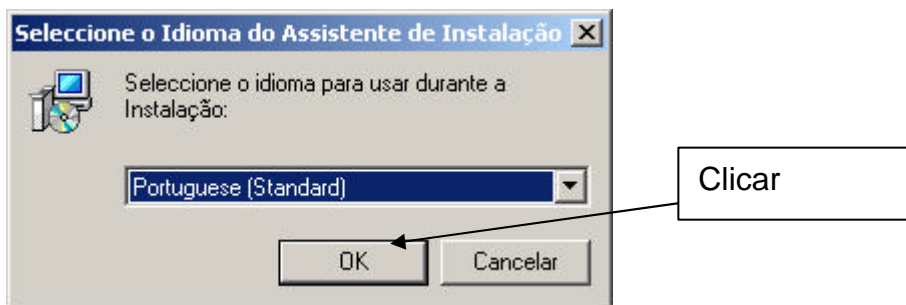 Seleccione o Idioma do Assistente de Instalação
Seleccione o idioma para usar durante a
Instalação:
Portuguese (Standard)
Clicar
OK
Cancelar